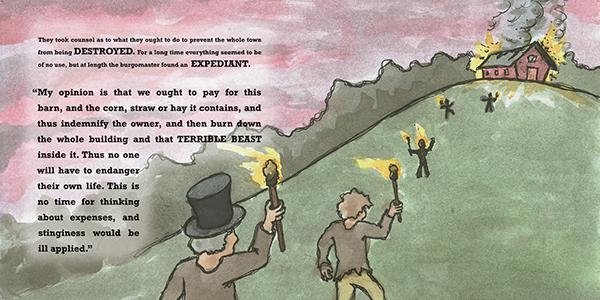 They took counsel as to what they ought to do to prevent the whole town
from being DESTROYED. For a long time everything seemed to be
of no use, but at length the burgomaster found an EXPEDIANT.
“My opinion is that we ought to pay for this
barn, and the corn, straw or hay it contains, and
thus indemnify the owner, and then burn down
the whole building and that TERRIBLE BEAST
inside it. Thus no one
will have to endanger
their own life. This is
no time for thinking
about expenses, and
stinginess would be
ill applied.”